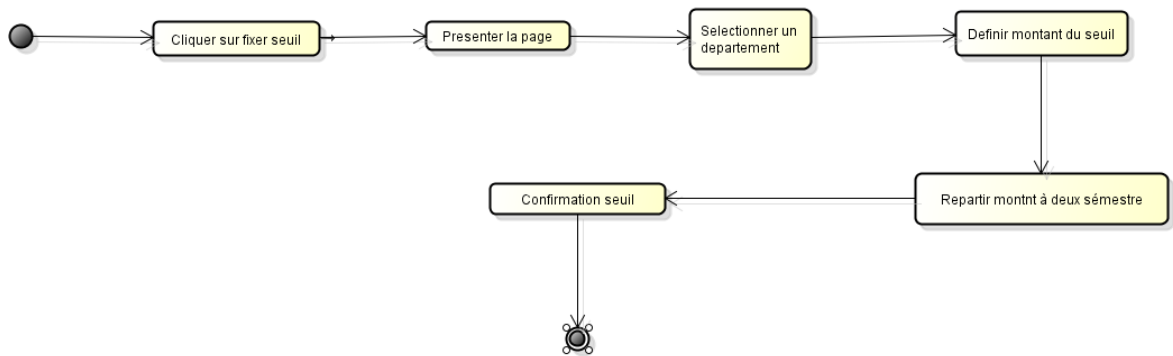 Cliquer sur fixer seuil
Presenter la page
Selectionner un
departement
Definir montant du seuil
Repartir montnt à deux sémestre
Confirmation seuil